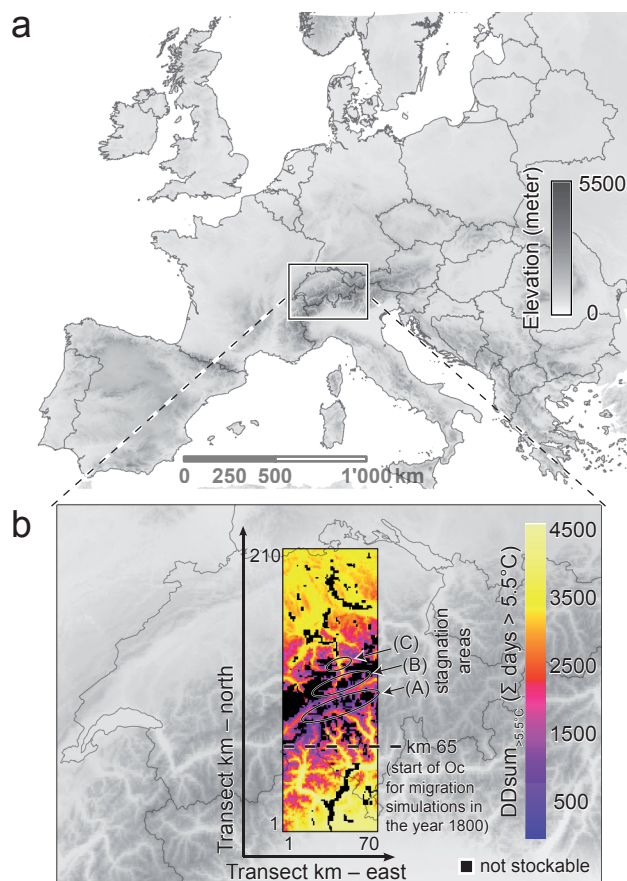 a
Elevation (meter)
5500
0
0 250 500 1'000 km
b
Transect km – north
210
1
1 70
Transect km – east
(C)
(B)
(A)
stagnation
areas
km 65
(start of Oc
for migration
simulations in
the year 1800)
DDsum>5.5°C (Σ days > 5.5°C)
4500
3500
2500
1500
500
not stockable